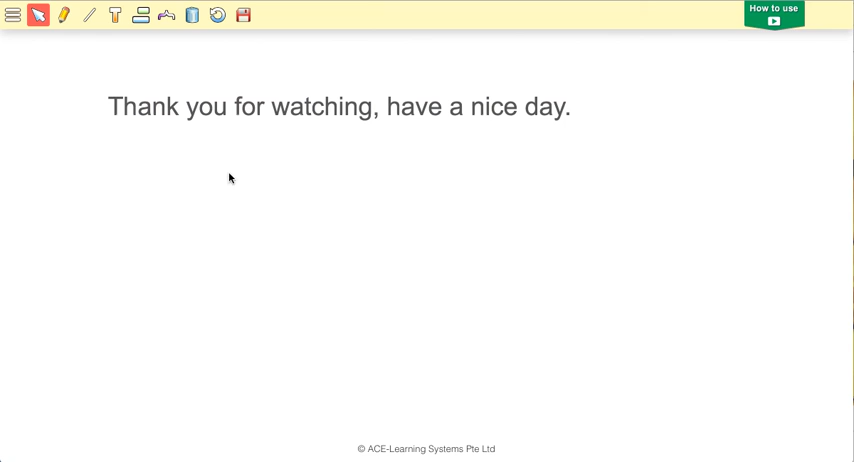 How to use
Thank you for watching, have a nice day.
© ACE-Learning Systems Pte Ltd